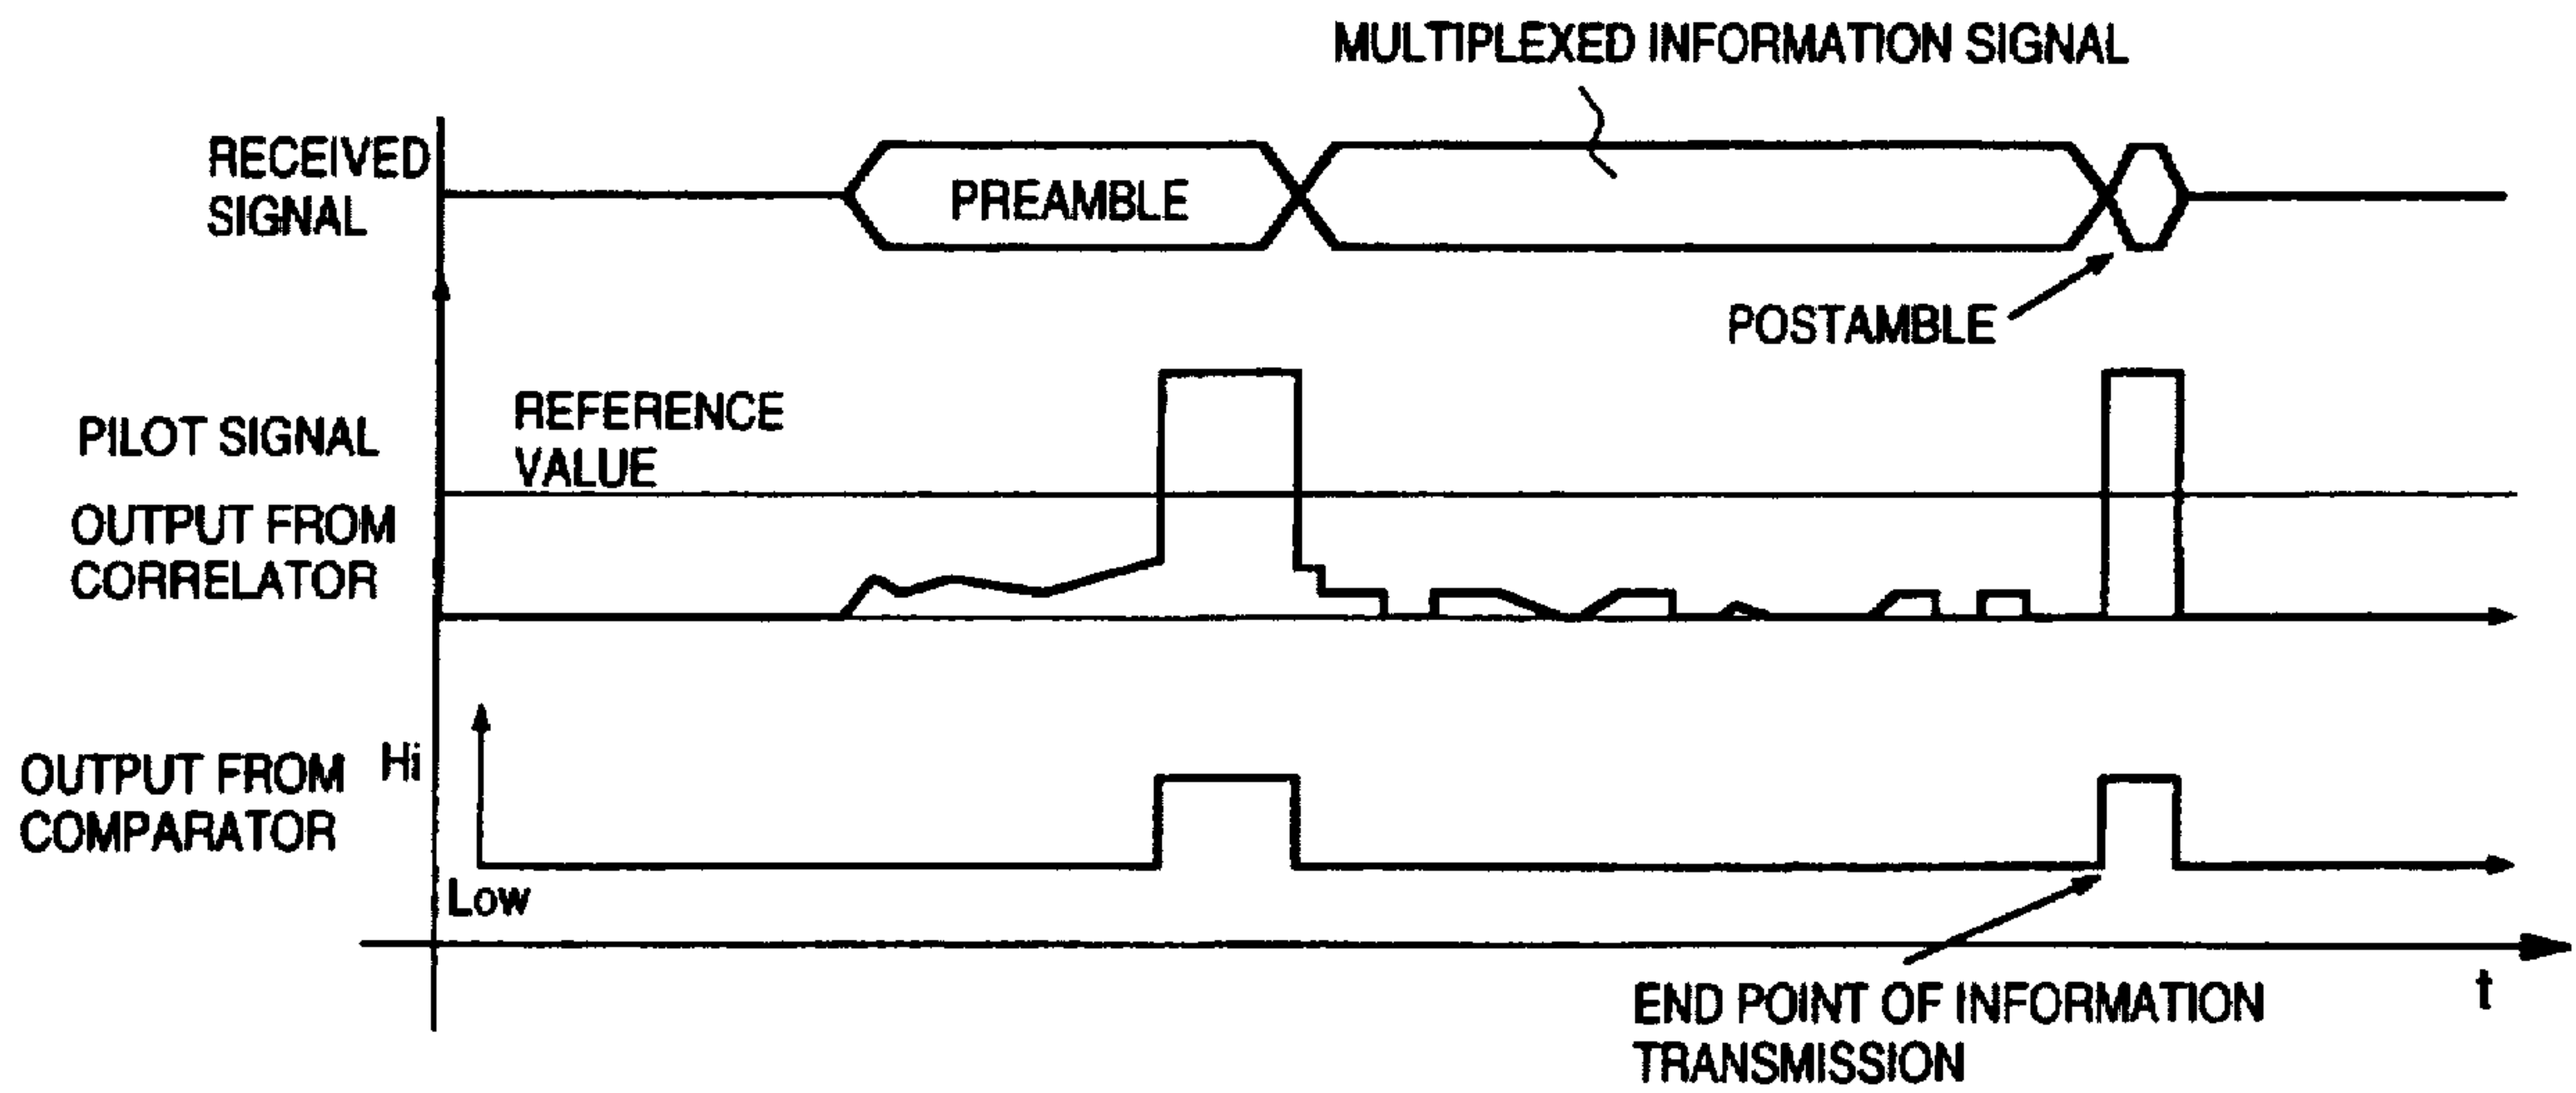 MULTIPLEXED INFORMATION SIGNAL
RECEIVED
SIGNAL
PREAMBLE
POSTAMBLE
PILOT SIGNAL
REFERENCE
VALUE
OUTPUT FROM
CORRELATOR
OUTPUT FROM
COMPARATOR
Hi
Low
END POINT OF INFORMATION
TRANSMISSION
t